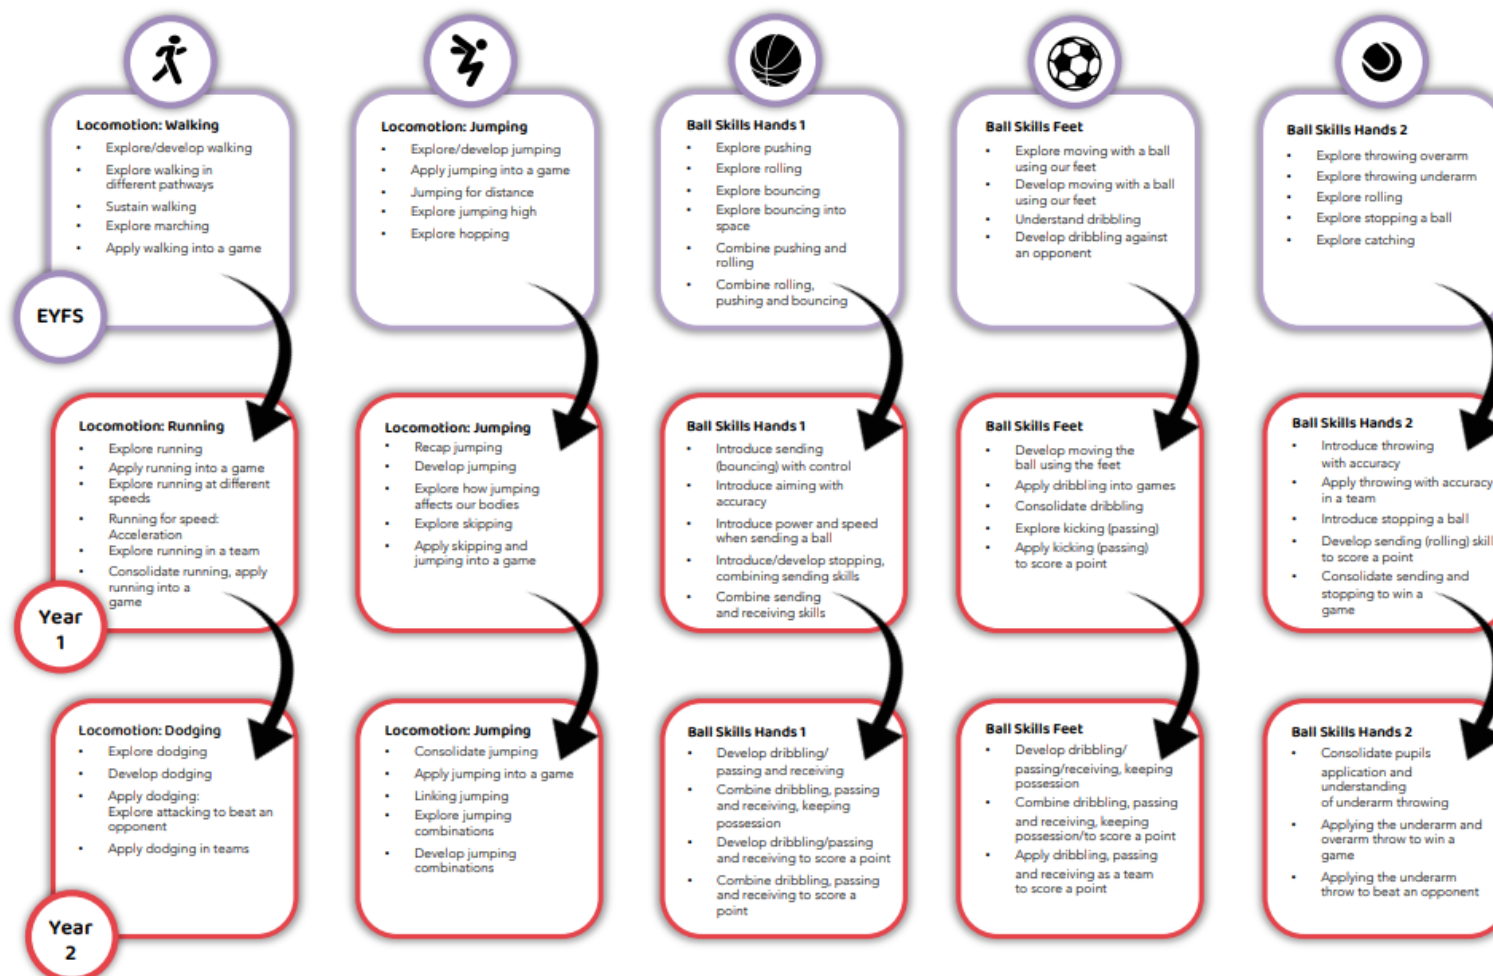 Locomotion: Walking
• Explore/develop walking
• Explore walking in
different pathways
• Sustain walking
• Explore marching
• Apply walking into a game
EYFS
Locomotion: Jumping
• Explore/develop jumping
• Apply jumping into a game
• Jumping for distance
• Explore jumping high
• Explore hopping
Ball Skills Hands 1
• Explore pushing
• Explore rolling
• Explore bouncing
• Explore bouncing into
space
• Combine pushing and
rolling
• Combine rolling,
pushing and bouncing
Ball Skills Feet
• Explore moving with a ball
using our feet
• Develop moving with a ball
using our feet
• Understand dribbling
• Develop dribbling against
an opponent
Ball Skills Hands 2
• Explore throwing overarm
• Explore throwing underarm
• Explore rolling
• Explore stopping a ball
• Explore catching
Locomotion: Running
• Explore running
• Apply running into a game
• Explore running at different
speeds
• Running for speed:
Acceleration
• Explore running in a team
• Consolidate running, apply
running into a
game
Year
1
Locomotion: Jumping
• Recap jumping
• Develop jumping
• Explore how jumping
affects our bodies
• Explore skipping
• Apply skipping and
jumping into a game
Ball Skills Hands 1
• Introduce sending
(bouncing) with control
• Introduce aiming with
accuracy
• Introduce power and speed
when sending a ball
• Introduce/develop stopping,
combining sending skills
• Combine sending
and receiving skills
Ball Skills Feet
• Develop moving the
ball using the feet
• Apply dribbling into games
• Consolidate dribbling
• Explore kicking (passing)
• Apply kicking (passing)
to score a point
Ball Skills Hands 2
• Introduce throwing
with accuracy
• Apply throwing with accuracy
in a team
• Introduce stopping a ball
• Develop sending (rolling) skill
to score a point
• Consolidate sending and
stopping to win a
game
Locomotion: Dodging
• Explore dodging
• Develop dodging
• Apply dodging:
Explore attacking to beat an
opponent
• Apply dodging in teams
Year
2
Locomotion: Jumping
• Consolidate jumping
• Apply jumping into a game
• Linking jumping
• Explore jumping
combinations
• Develop jumping
combinations
Ball Skills Hands 1
• Develop dribbling/
passing and receiving
• Combine dribbling, passing
and receiving, keeping
possession
• Develop dribbling/passing
and receiving to score a point
• Combine dribbling, passing
and receiving to score a
point
Ball Skills Feet
• Develop dribbling/
passing/receiving, keeping
possession
• Combine dribbling, passing
and receiving, keeping
possession/to score a point
• Apply dribbling, passing
and receiving as a team
to score a point
Ball Skills Hands 2
• Consolidate pupils
application and
understanding
of underarm throwing
• Applying the underarm and
overarm throw to win a
game
• Applying the underarm
throw to beat an opponent